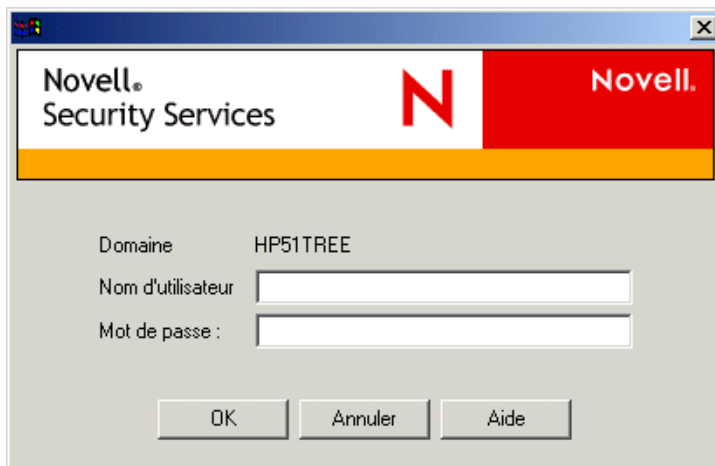 Novell®
Security Services
N
Novell.
Domaine HP51TREE
Nom d'utilisateur
Mot de passe :
OK Annuler Aide